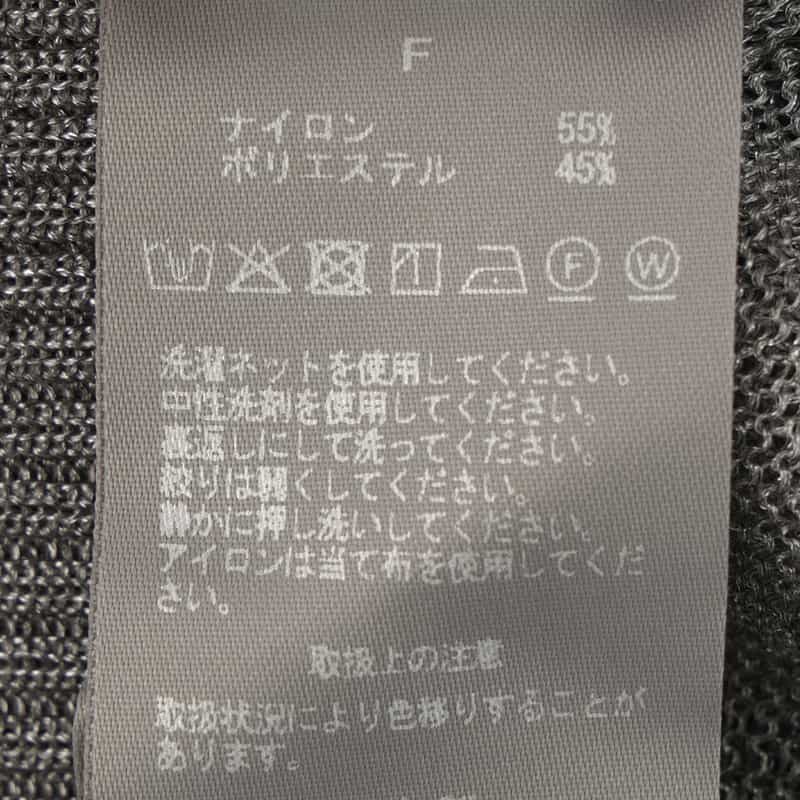 F
ナイロン 55%
ポリエステル 45%
F W
洗濯ネットを使用してください。
中性洗剤を使用してください。
裏返しにして洗ってください。
絞りは弱くしてください。
静かに押し洗いしてください。
アイロンは当て布を使用してくだ
さい。
取扱上の注意
取扱状況により色移りすることが
あります。